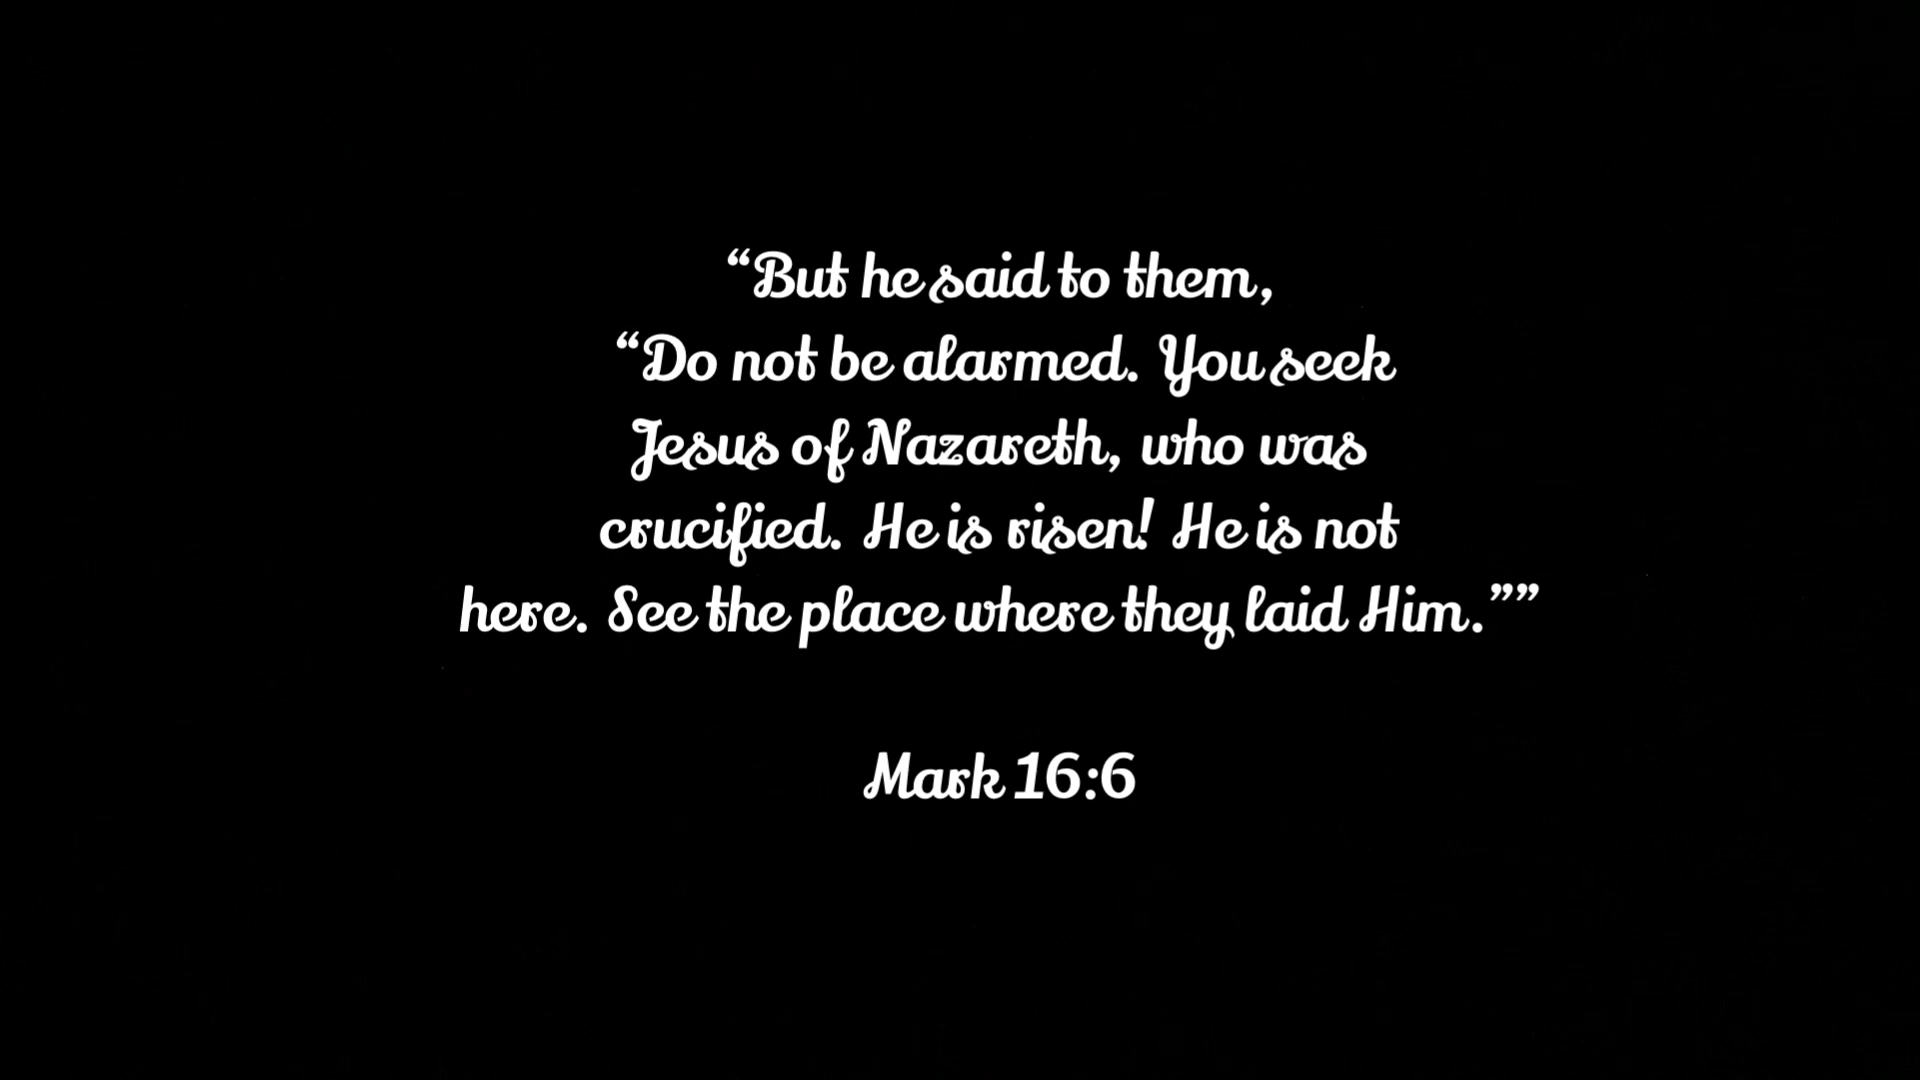 “But he said to them,
“Do not be alarmed. You seek
Jesus of Nazareth, who was
crucified. He is risen! He is not
here. See the place where they laid Him.””
Mark 16:6